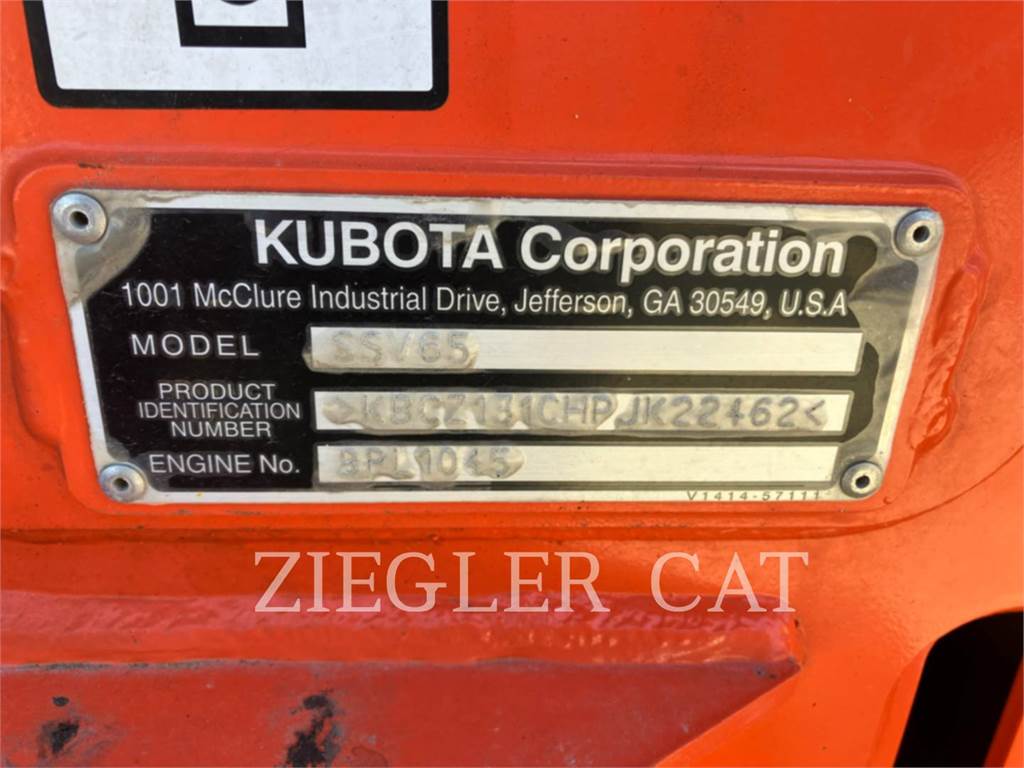 KUBOTA Corporation
1001 McClure Industrial Drive, Jefferson, GA 30549, U.S.A
MODEL SSV65
PRODUCT
IDENTIFICATION
NUMBER >KBCZ131CHPJK22462<
ENGINE No. BPL1045
V1414-57111
ZIEGLER CAT